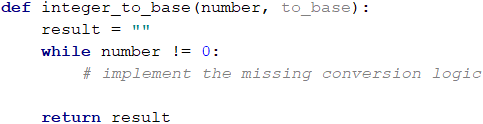 def integer_to_base(number, to_base):
    result = ""
    while number != 0:
        # implement the missing conversion logic
    return result